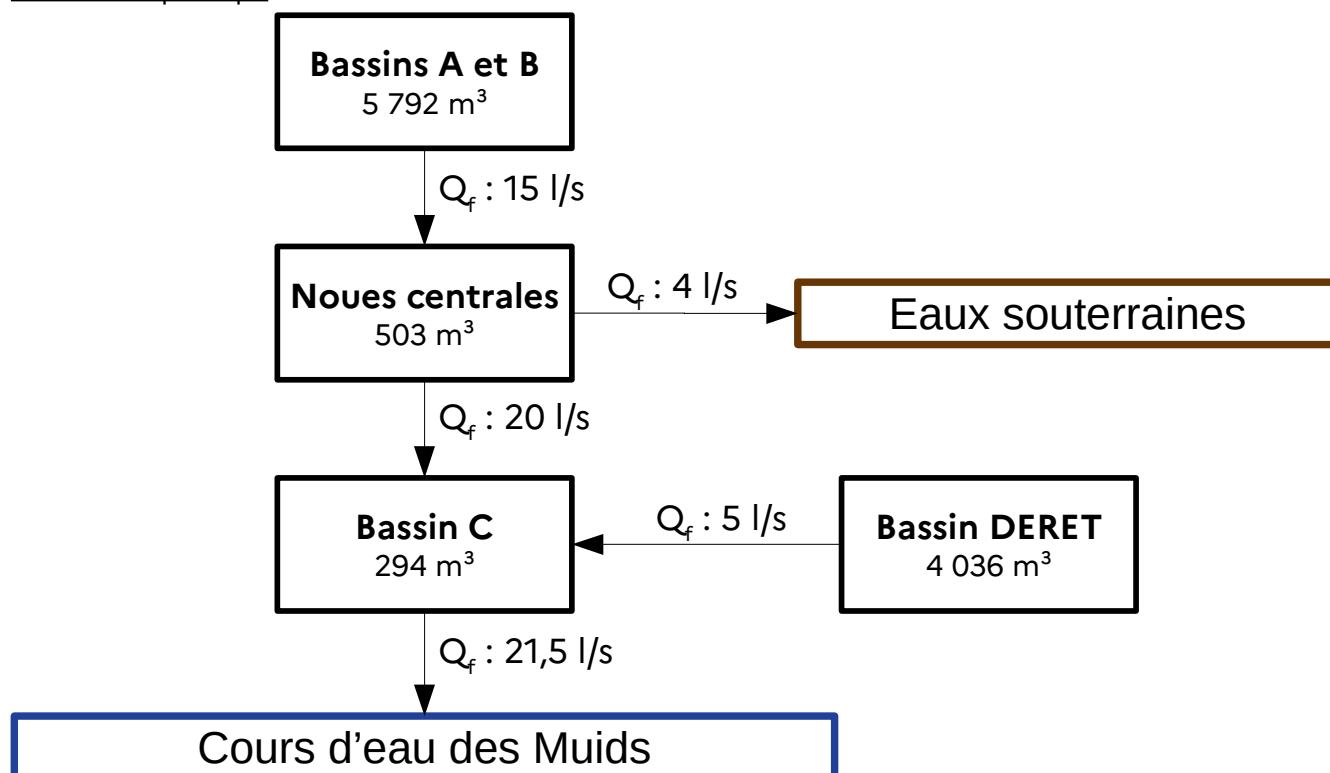 Bassins A et B
5 792 m³
Q_f : 15 l/s
Noues centrales
503 m³
Q_f : 4 l/s
Eaux souterraines
Q_f : 20 l/s
Bassin C
294 m³
Q_f : 5 l/s
Bassin DERET
4 036 m³
Q_f : 21,5 l/s
Cours d’eau des Muids